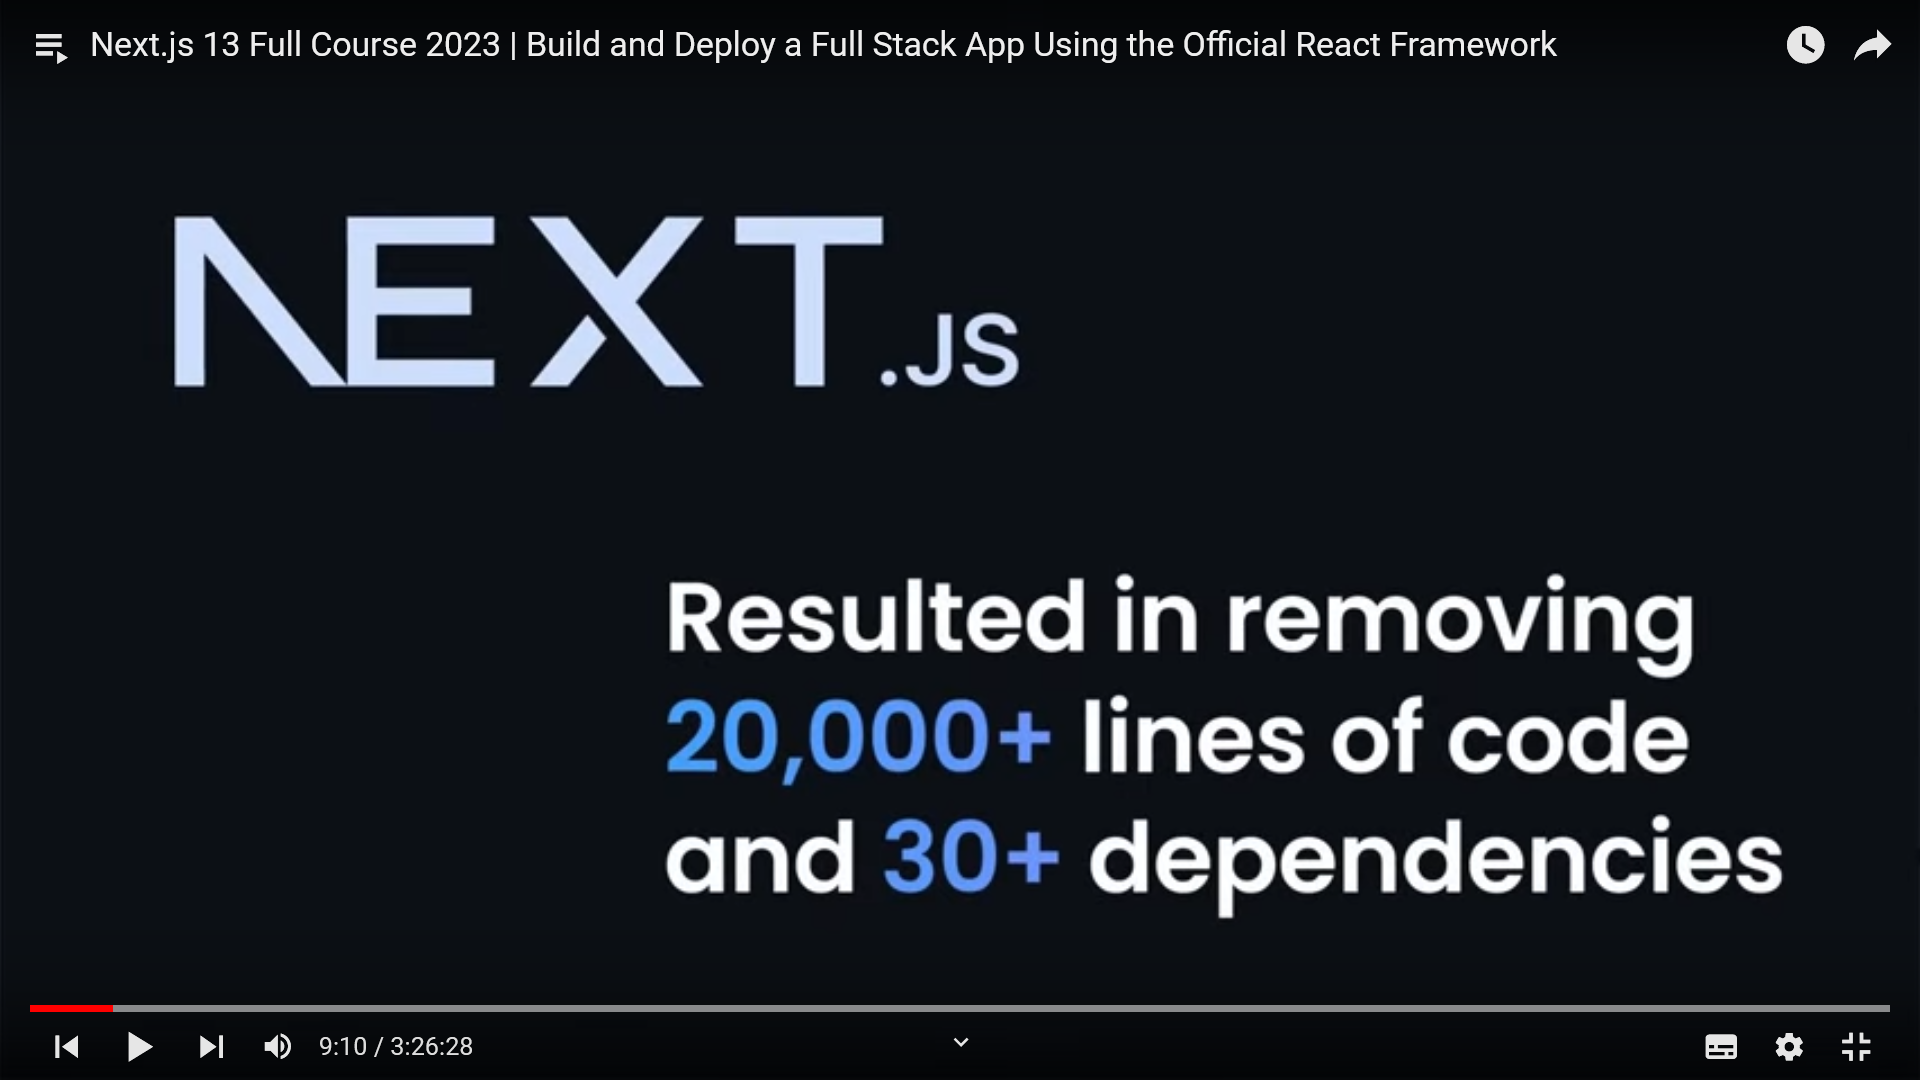 Next.js 13 Full Course 2023 | Build and Deploy a Full Stack App Using the Official React Framework
NEXT.JS
Resulted in removing
20,000+ lines of code
and 30+ dependencies
9:10 / 3:26:28